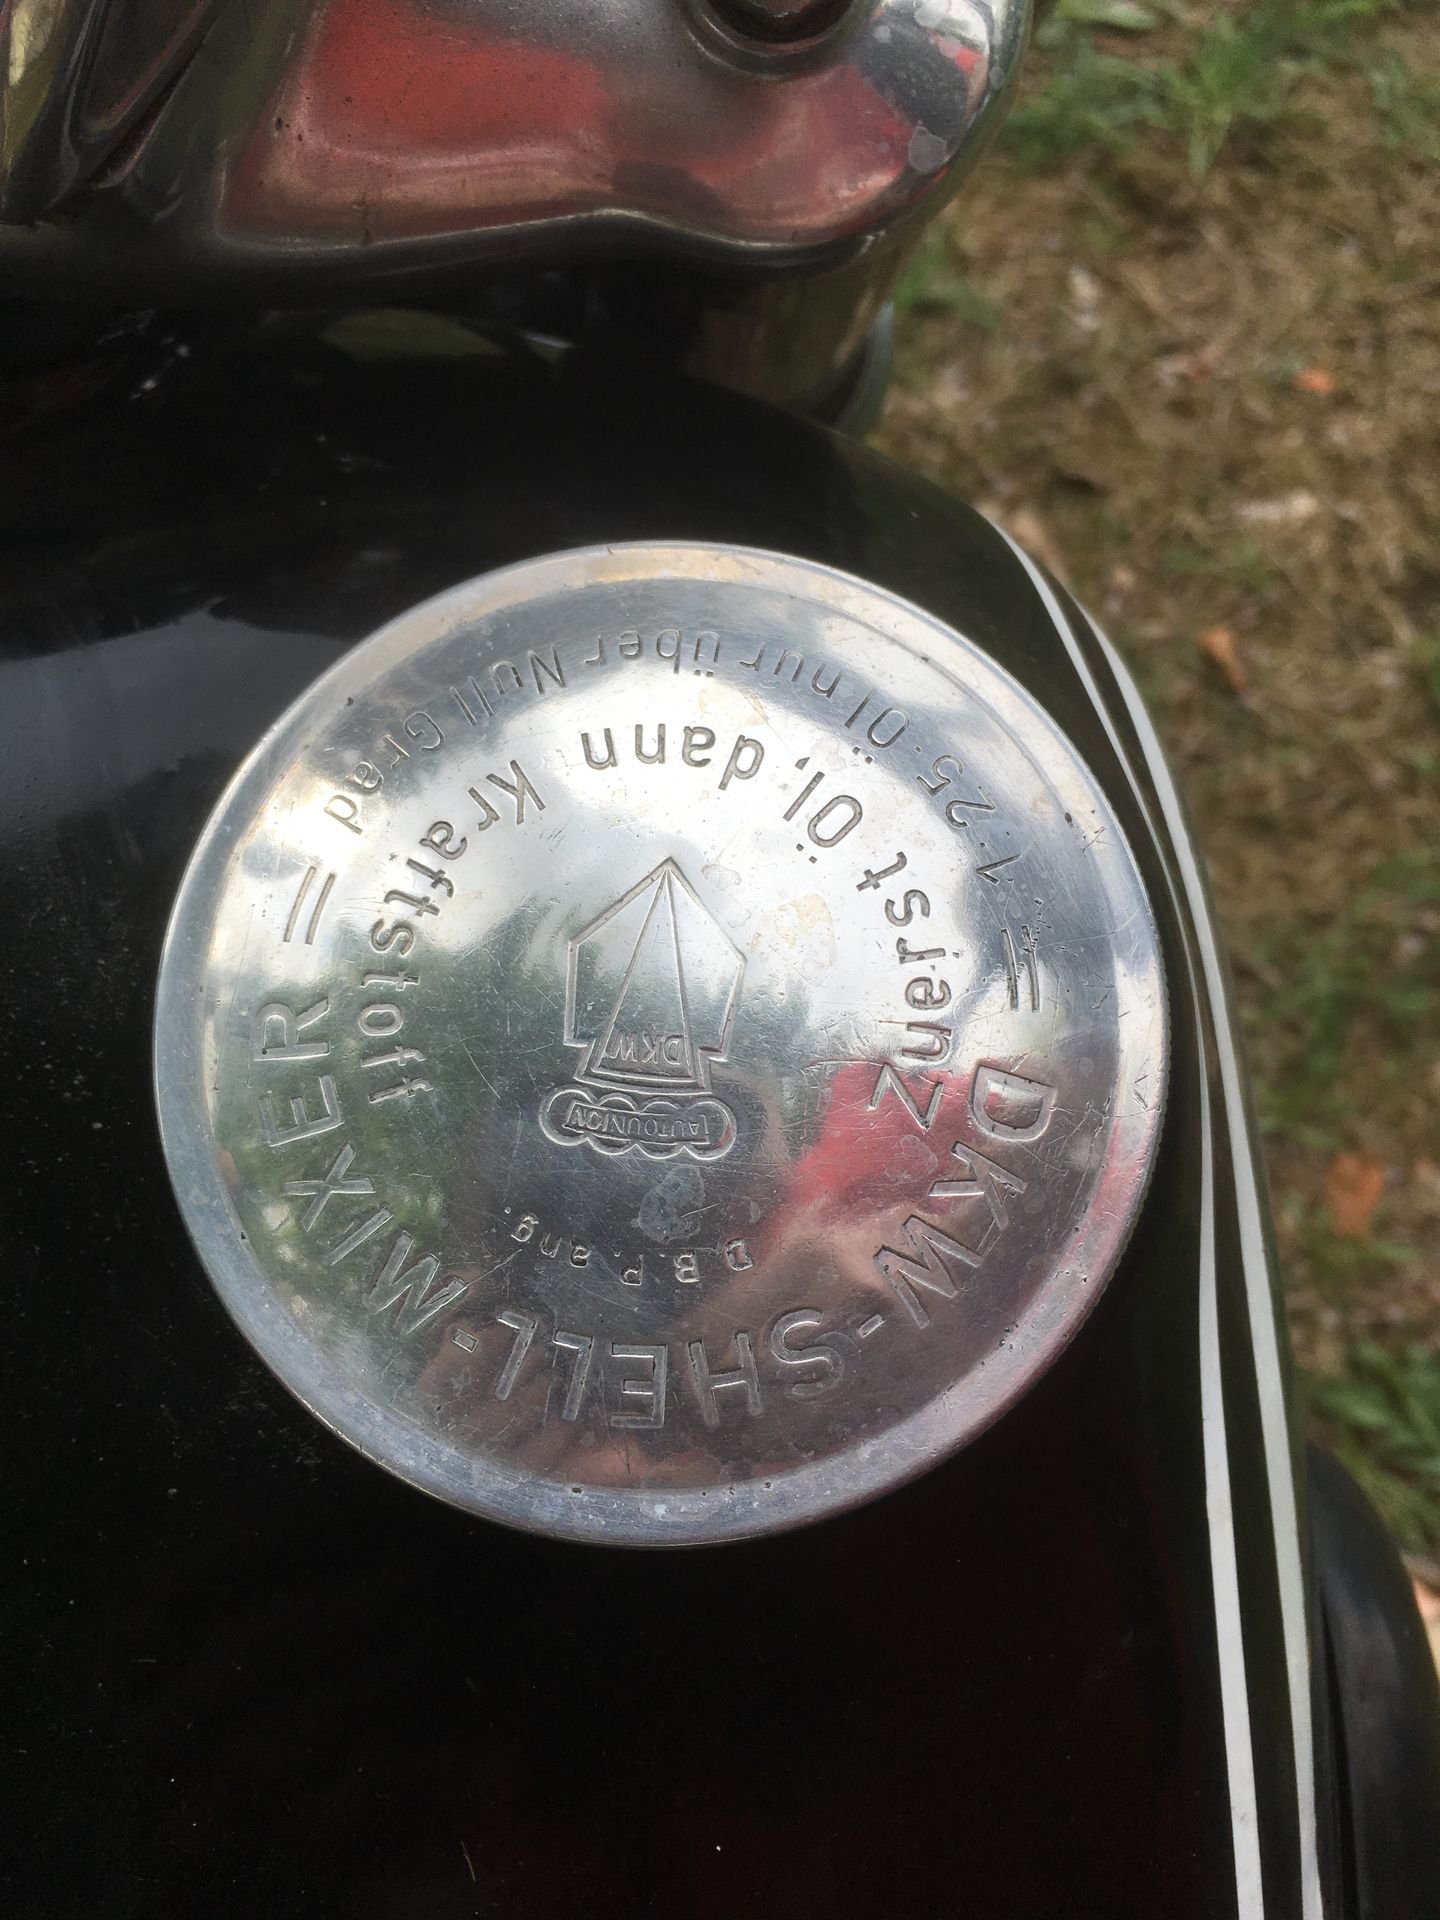 = DKW-SHELL-MIXER =
D.B.P. ang.
AUTO UNION
DKW
Zuerst Öl, dann Kraftstoff
1:25·Öl nur über Null Grad